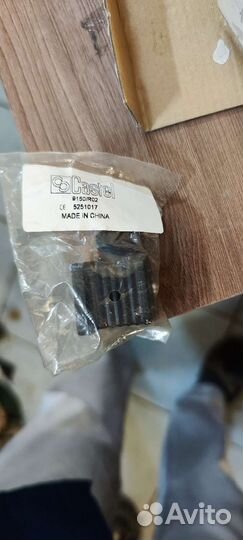 Castel
9150/R02
CE 5251017
MADE IN CHINA
Avito